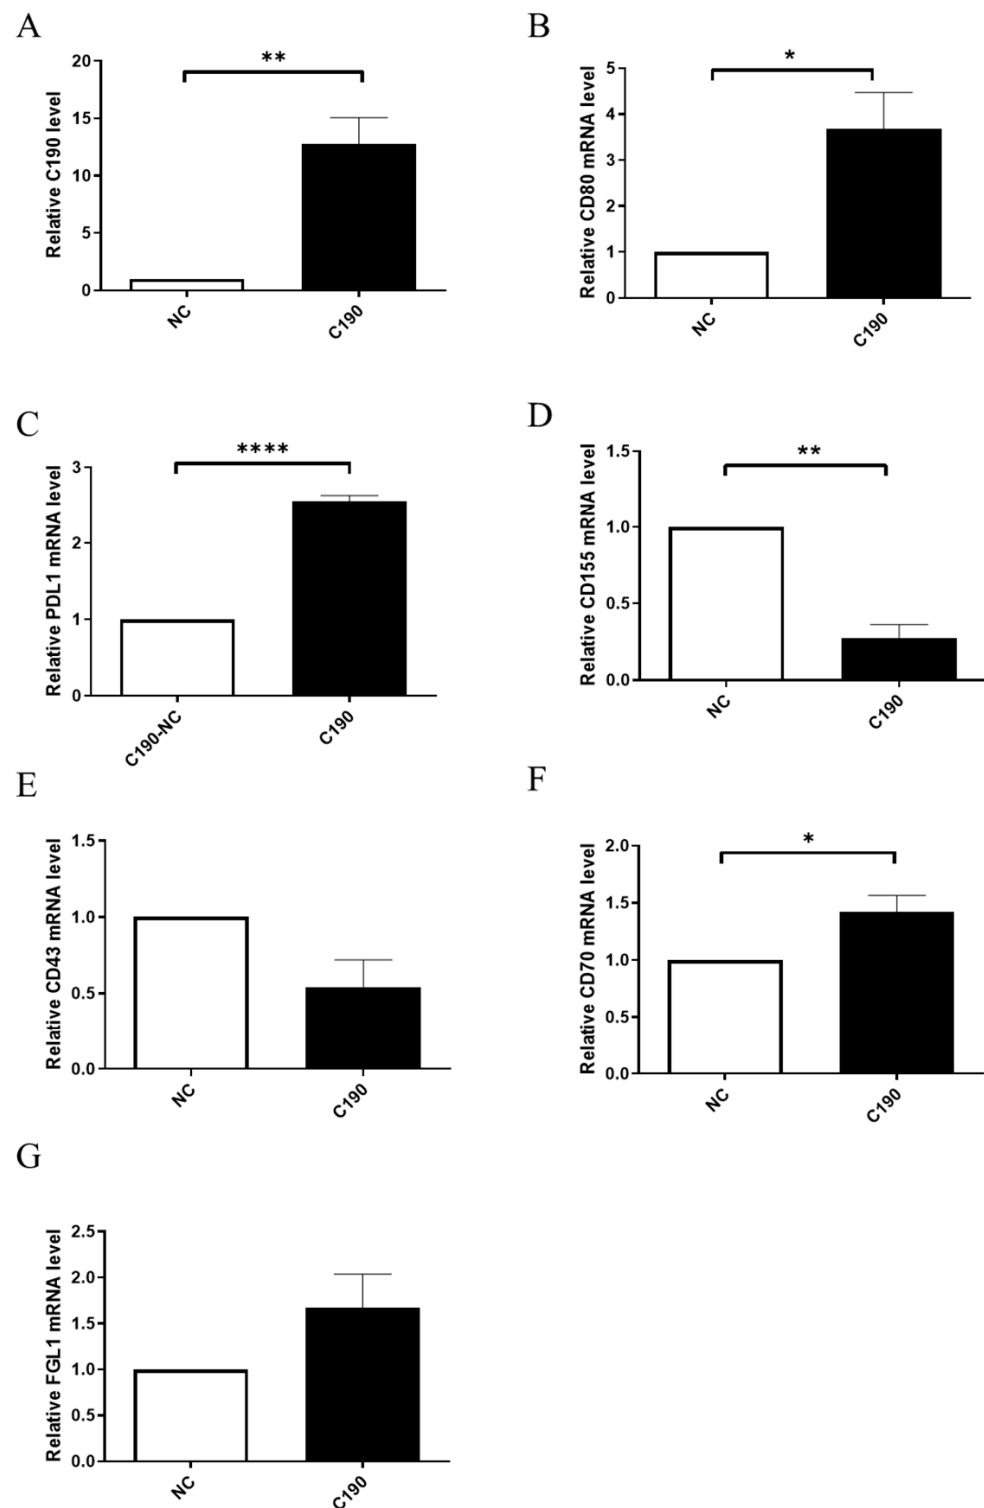 A
Relative C190 level
20
15
10
5
0
**
NC
C190
B
Relative CD80 mRNA level
5
4
3
2
1
0
*
NC
C190
C
Relative PDL1 mRNA level
3
2
1
0
****
C190-NC
C190
D
Relative CD155 mRNA level
1.5
1.0
0.5
0.0
**
NC
C190
E
Relative CD43 mRNA level
1.5
1.0
0.5
0.0
NC
C190
F
Relative CD70 mRNA level
2.0
1.5
1.0
0.5
0.0
*
NC
C190
G
Relative FGL1 mRNA level
2.5
2.0
1.5
1.0
0.5
0.0
NC
C190